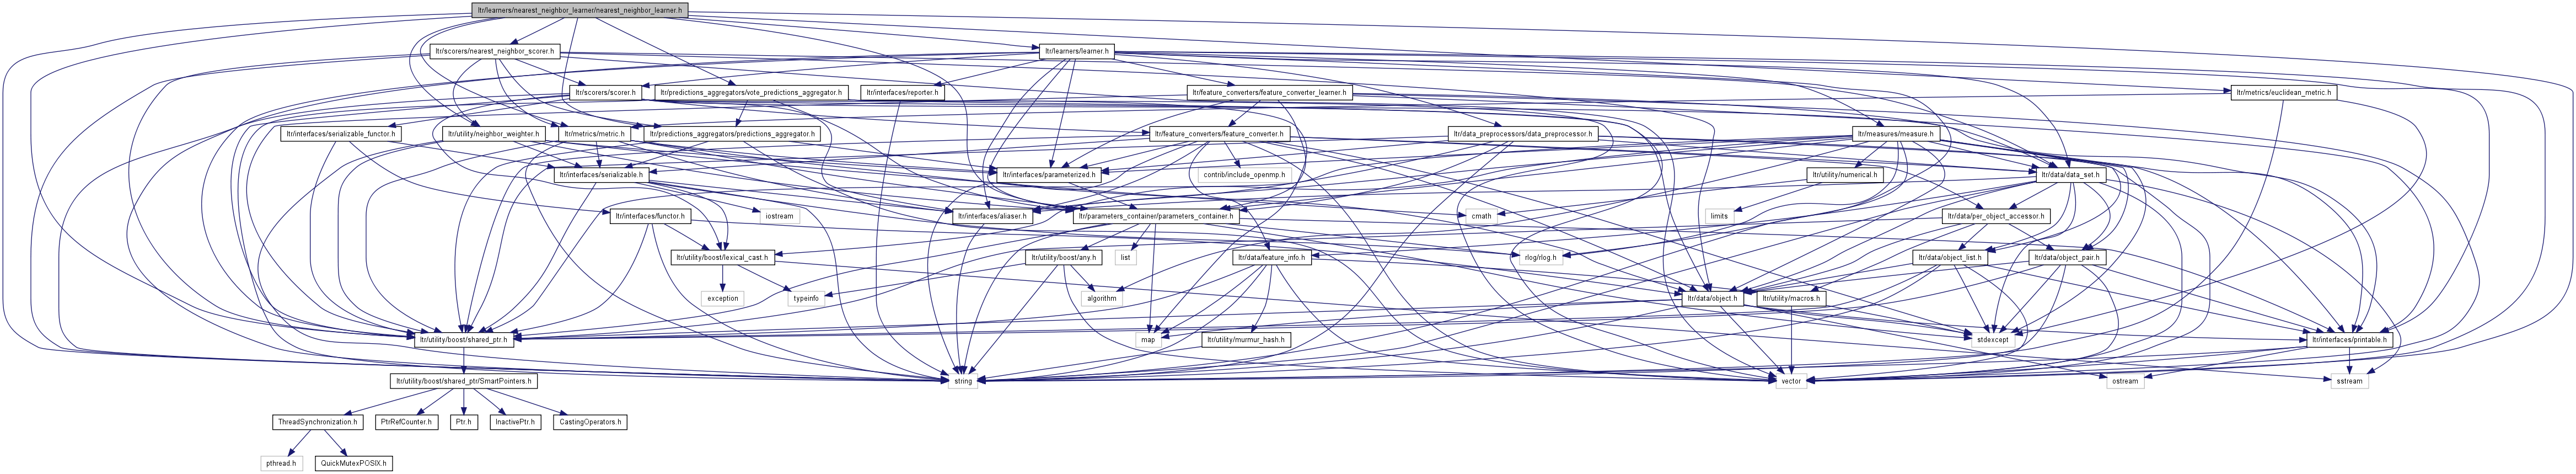 ltr/learners/nearest_neighbor_learner/nearest_neighbor_learner.h
ltr/scorers/nearest_neighbor_scorer.h
ltr/learners/learner.h
ltr/scorers/scorer.h
ltr/predictions_aggregators/vote_predictions_aggregator.h
ltr/interfaces/reporter.h
ltr/feature_converters/feature_converter_learner.h
ltr/metrics/euclidean_metric.h
ltr/interfaces/serializable_functor.h
ltr/utility/neighbor_weighter.h
ltr/metrics/metric.h
ltr/predictions_aggregators/predictions_aggregator.h
ltr/feature_converters/feature_converter.h
ltr/data_preprocessors/data_preprocessor.h
ltr/measures/measure.h
ltr/interfaces/serializable.h
ltr/interfaces/parameterized.h
contrib/include_openmp.h
ltr/utility/numerical.h
ltr/data/data_set.h
ltr/interfaces/functor.h
iostream
ltr/interfaces/aliaser.h
ltr/parameters_container/parameters_container.h
cmath
limits
ltr/data/per_object_accessor.h
ltr/utility/boost/lexical_cast.h
ltr/utility/boost/any.h
list
ltr/data/feature_info.h
rlog/rlog.h
ltr/data/object_list.h
ltr/data/object_pair.h
exception
typeinfo
algorithm
ltr/data/object.h
ltr/utility/macros.h
ltr/utility/boost/shared_ptr.h
map
ltr/utility/murmur_hash.h
stdexcept
ltr/interfaces/printable.h
ltr/utility/boost/shared_ptr/SmartPointers.h
string
vector
ostream
sstream
ThreadSynchronization.h
PtrRefCounter.h
Ptr.h
InactivePtr.h
CastingOperators.h
pthread.h
QuickMutexPOSIX.h